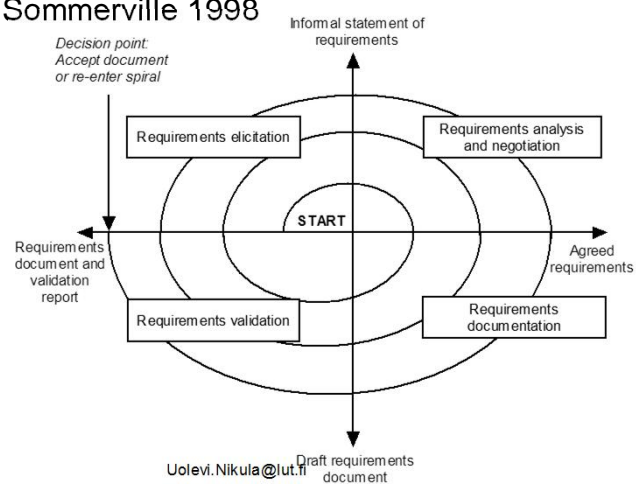 Sommerville 1998
Informal statement of
requirements
Decision point:
Accept document
or re-enter spiral
Requirements elicitation
Requirements analysis
and negotiation
START
Requirements
document and
validation
report
Agreed
requirements
Requirements validation
Requirements
documentation
Uolevi.Nikula@lut.fi
Draft requirements
document